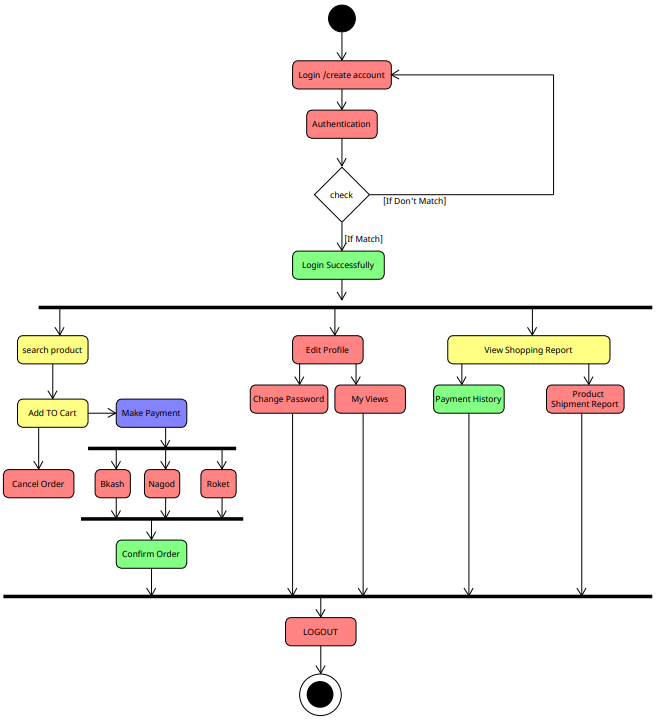 Login /create account
Authentication
check
[If Don't Match]
[If Match]
Login Successfully
search product
Edit Profile
View Shopping Report
Add TO Cart
Make Payment
Change Password
My Views
Payment History
Product
Shipment Report
Cancel Order
Bkash
Nagod
Roket
Confirm Order
LOGOUT